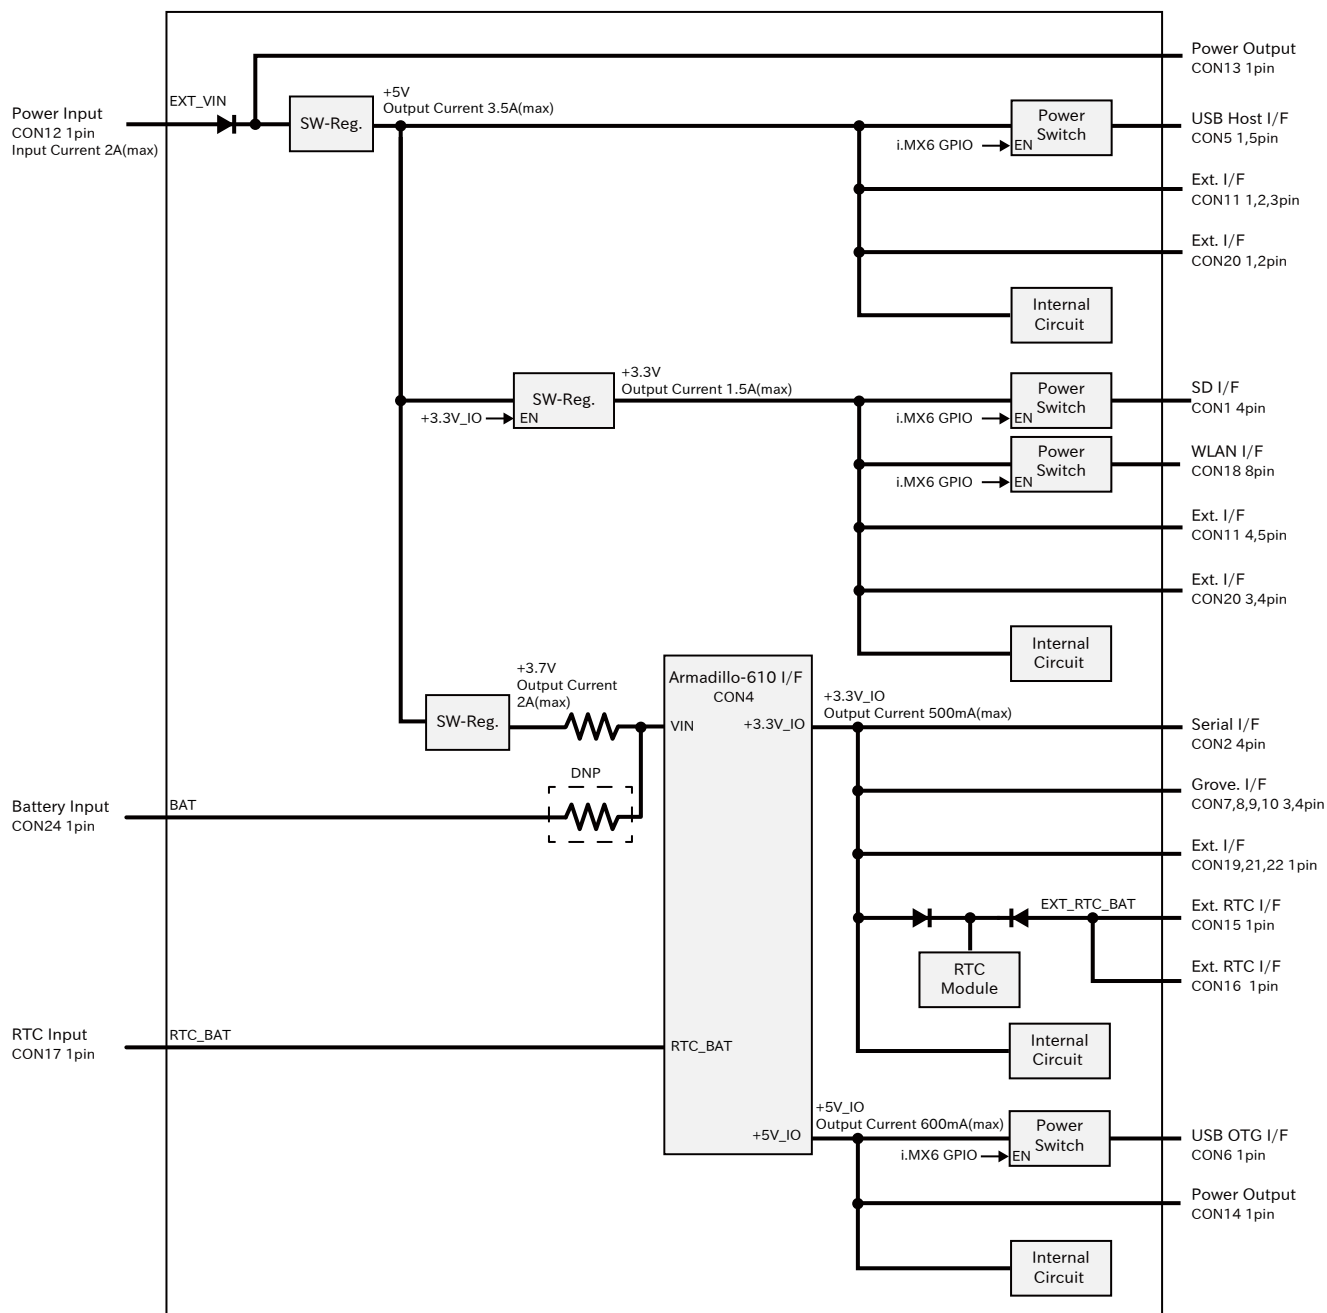 Power Output
CON13 1pin
EXT_VIN
+5V
Output Current 3.5A(max)
Power Input
CON12 1pin
Input Current 2A(max)
SW-Reg.
Power
Switch
i.MX6 GPIO
EN
USB Host I/F
CON5 1,5pin
Ext. I/F
CON11 1,2,3pin
Ext. I/F
CON20 1,2pin
Internal
Circuit
+3.3V
Output Current 1.5A(max)
SW-Reg.
+3.3V_IO
EN
Power
Switch
i.MX6 GPIO
EN
SD I/F
CON1 4pin
Power
Switch
i.MX6 GPIO
EN
WLAN I/F
CON18 8pin
Ext. I/F
CON11 4,5pin
Ext. I/F
CON20 3,4pin
Internal
Circuit
+3.7V
Output Current
2A(max)
SW-Reg.
Armadillo-610 I/F
CON4
VIN
+3.3V_IO
+3.3V_IO
Output Current 500mA(max)
Serial I/F
CON2 4pin
DNP
Battery Input
CON24 1pin
BAT
Grove. I/F
CON7,8,9,10 3,4pin
Ext. I/F
CON19,21,22 1pin
EXT_RTC_BAT
Ext. RTC I/F
CON15 1pin
RTC
Module
Ext. RTC I/F
CON16 1pin
RTC Input
CON17 1pin
RTC_BAT
RTC_BAT
Internal
Circuit
+5V_IO
Output Current 600mA(max)
+5V_IO
Power
Switch
i.MX6 GPIO
EN
USB OTG I/F
CON6 1pin
Power Output
CON14 1pin
Internal
Circuit